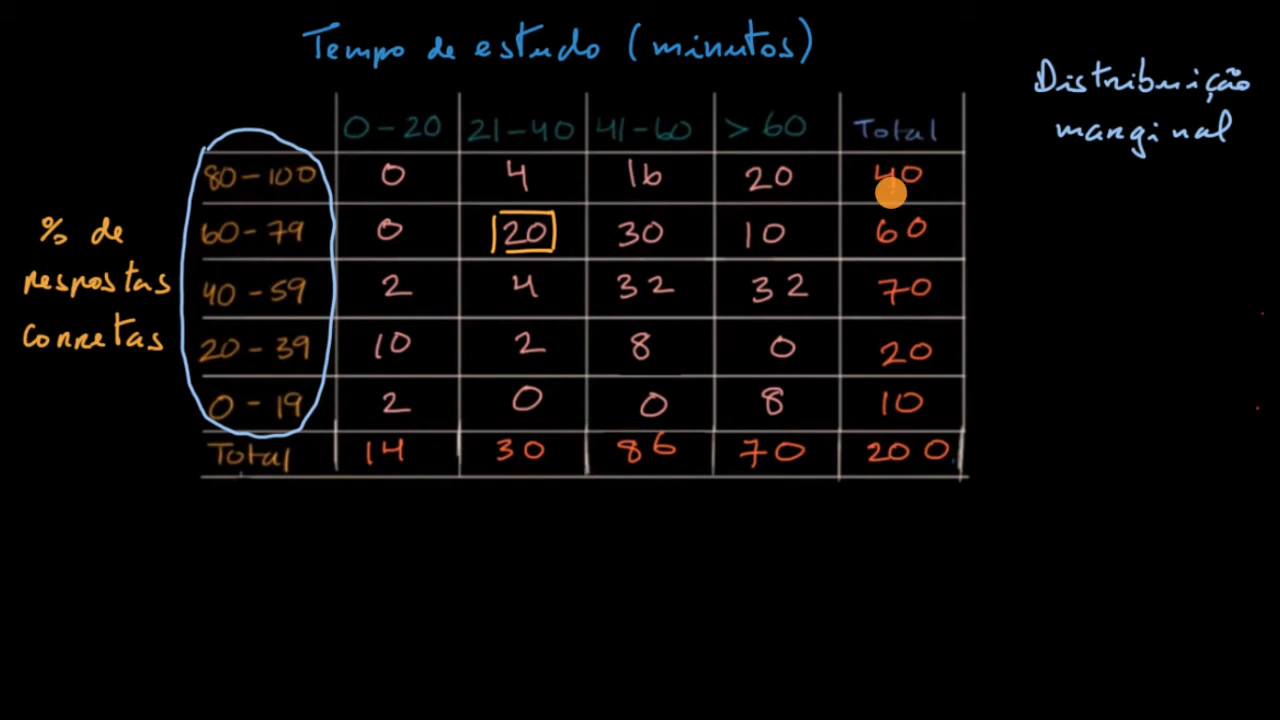 Tempo de estudo (minutos)
Distribuição
marginal
0-20 21-40 41-60 > 60 Total
80-100 0 4 16 20 40
60-79 0 20 30 10 60
40-59 2 4 32 32 70
20-39 10 2 8 0 20
0-19 2 0 0 8 10
Total 14 30 86 70 200
% de
respostas
corretas